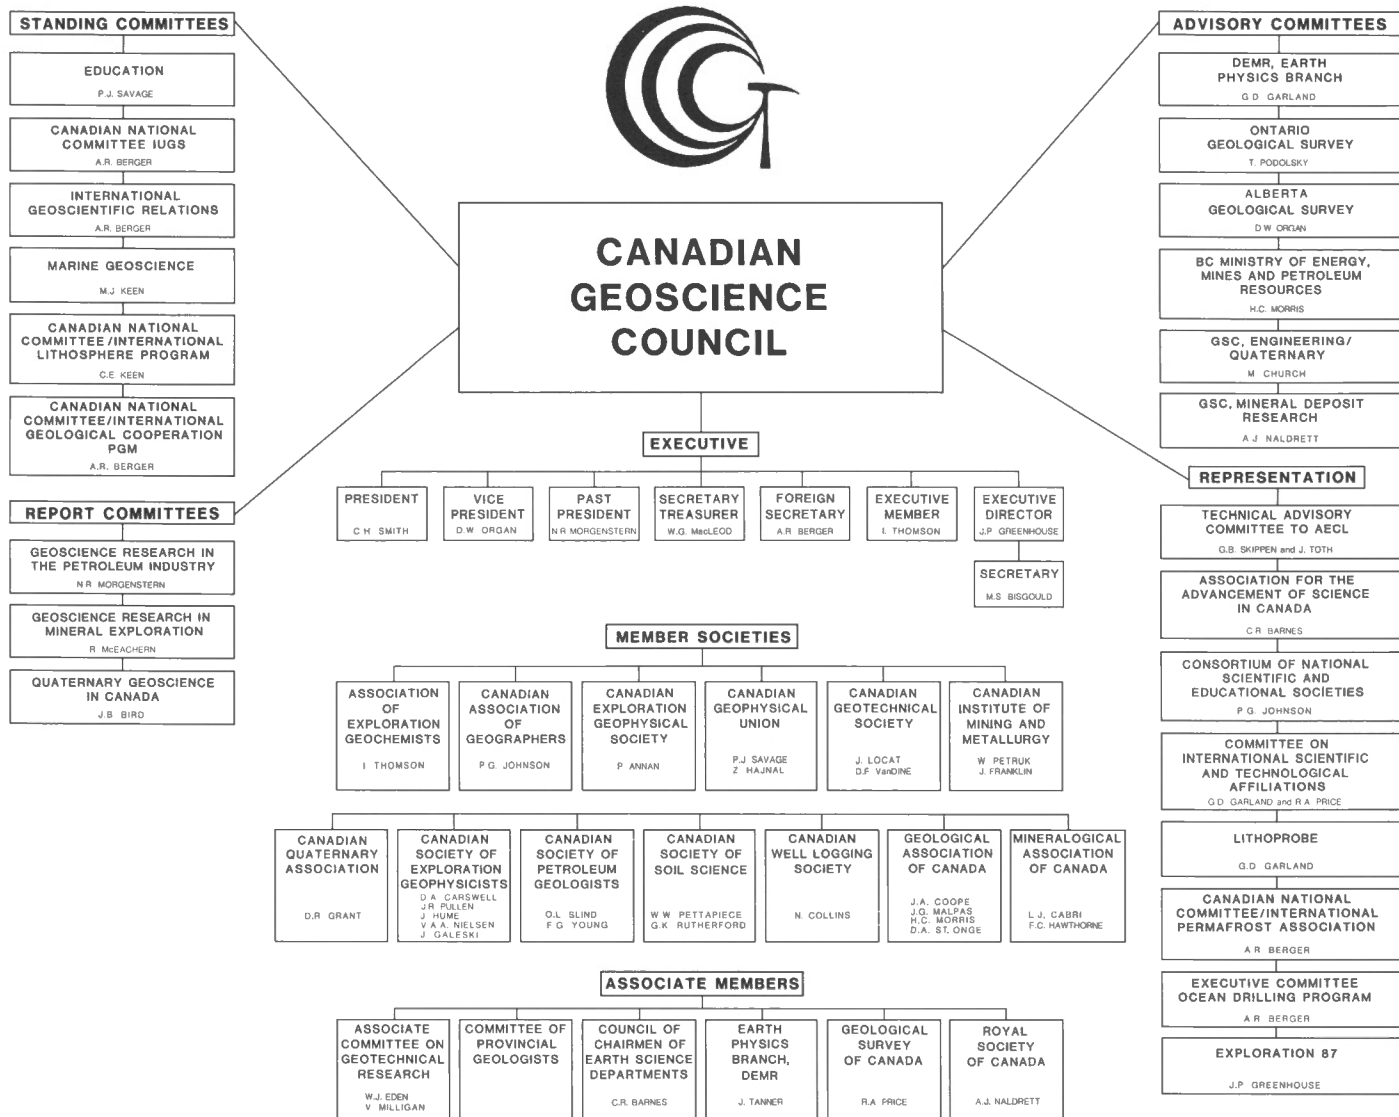 STANDING COMMITTEES
EDUCATION
P.J. SAVAGE
CANADIAN NATIONAL
COMMITTEE IUGS
A.R. BERGER
INTERNATIONAL
GEOSCIENTIFIC RELATIONS
A.R. BERGER
MARINE GEOSCIENCE
M.J. KEEN
CANADIAN NATIONAL
COMMITTEE/INTERNATIONAL
LITHOSPHERE PROGRAM
C.E. KEEN
CANADIAN NATIONAL
COMMITTEE/INTERNATIONAL
GEOLOGICAL COOPERATION
PGM
A.R. BERGER
REPORT COMMITTEES
GEOSCIENCE RESEARCH IN
THE PETROLEUM INDUSTRY
N.R. MORGENSTERN
GEOSCIENCE RESEARCH IN
MINERAL EXPLORATION
R McEACHERN
QUATERNARY GEOSCIENCE
IN CANADA
J.B. BIRD
CANADIAN
GEOSCIENCE
COUNCIL
EXECUTIVE
PRESIDENT
C.H. SMITH
VICE
PRESIDENT
D.W. ORGAN
PAST
PRESIDENT
N.R. MORGENSTERN
SECRETARY
TREASURER
W.G. MacLEOD
FOREIGN
SECRETARY
A.R. BERGER
EXECUTIVE
MEMBER
I. THOMSON
EXECUTIVE
DIRECTOR
J.P. GREENHOUSE
SECRETARY
M.S. BISGOULD
MEMBER SOCIETIES
ASSOCIATION
OF
EXPLORATION
GEOCHEMISTS
I THOMSON
CANADIAN
ASSOCIATION
OF
GEOGRAPHERS
P.G. JOHNSON
CANADIAN
EXPLORATION
GEOPHYSICAL
SOCIETY
P ANNAN
CANADIAN
GEOPHYSICAL
UNION
P.J. SAVAGE
Z HAJNAL
CANADIAN
GEOTECHNICAL
SOCIETY
J. LOCAT
D.F. VanDINE
CANADIAN
INSTITUTE OF
MINING AND
METALLURGY
W PETRUK
J. FRANKLIN
CANADIAN
QUATERNARY
ASSOCIATION
D.R. GRANT
CANADIAN
SOCIETY OF
EXPLORATION
GEOPHYSICISTS
D.A. CARSWELL
J.R. PULLEN
J HUME
V.A.A. NIELSEN
J GALESKI
CANADIAN
SOCIETY OF
PETROLEUM
GEOLOGISTS
O.L. SLIND
F.G. YOUNG
CANADIAN
SOCIETY OF
SOIL SCIENCE
W.W. PETTAPIECE
G.K. RUTHERFORD
CANADIAN
WELL LOGGING
SOCIETY
N. COLLINS
GEOLOGICAL
ASSOCIATION
OF CANADA
J.A. COOPE
J.G. MALPAS
H.C. MORRIS
D.A. ST. ONGE
MINERALOGICAL
ASSOCIATION
OF CANADA
L.J. CABRI
F.C. HAWTHORNE
ASSOCIATE MEMBERS
ASSOCIATE
COMMITTEE ON
GEOTECHNICAL
RESEARCH
W.J. EDEN
V MILLIGAN
COMMITTEE OF
PROVINCIAL
GEOLOGISTS
COUNCIL OF
CHAIRMEN OF
EARTH SCIENCE
DEPARTMENTS
C.R. BARNES
EARTH
PHYSICS
BRANCH,
DEMR
J. TANNER
GEOLOGICAL
SURVEY
OF CANADA
R.A. PRICE
ROYAL
SOCIETY
OF CANADA
A.J. NALDRETT
ADVISORY COMMITTEES
DEMR, EARTH
PHYSICS BRANCH
G.D. GARLAND
ONTARIO
GEOLOGICAL SURVEY
T. PODOLSKY
ALBERTA
GEOLOGICAL SURVEY
D.W. ORGAN
BC MINISTRY OF ENERGY,
MINES AND PETROLEUM
RESOURCES
H.C. MORRIS
GSC, ENGINEERING/
QUATERNARY
M. CHURCH
GSC, MINERAL DEPOSIT
RESEARCH
A.J. NALDRETT
REPRESENTATION
TECHNICAL ADVISORY
COMMITTEE TO AECL
G.B. SKIPPEN and J. TOTH
ASSOCIATION FOR THE
ADVANCEMENT OF SCIENCE
IN CANADA
C.R. BARNES
CONSORTIUM OF NATIONAL
SCIENTIFIC AND
EDUCATIONAL SOCIETIES
P.G. JOHNSON
COMMITTEE ON
INTERNATIONAL SCIENTIFIC
AND TECHNOLOGICAL
AFFILIATIONS
G.D. GARLAND and R.A. PRICE
LITHOPROBE
G.D. GARLAND
CANADIAN NATIONAL
COMMITTEE/INTERNATIONAL
PERMAFROST ASSOCIATION
A.R. BERGER
EXECUTIVE COMMITTEE
OCEAN DRILLING PROGRAM
A.R. BERGER
EXPLORATION 87
J.P. GREENHOUSE